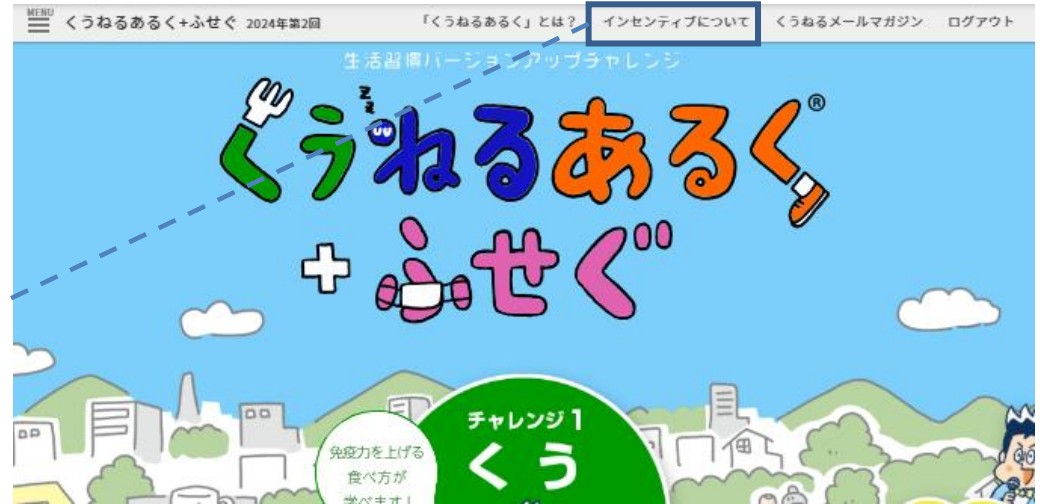 MENU
くうねるあるく+ふせぐ 2024年第2回 「くうねるあるく」とは? インセンティブについて くうねるメールマガジン ログアウト
生活習慣バージョンアップチャレンジ
zz
くうねるあるく®
+ふせぐ
チャレンジ1
くう
免疫力を上げる
食べ方が
学べます!